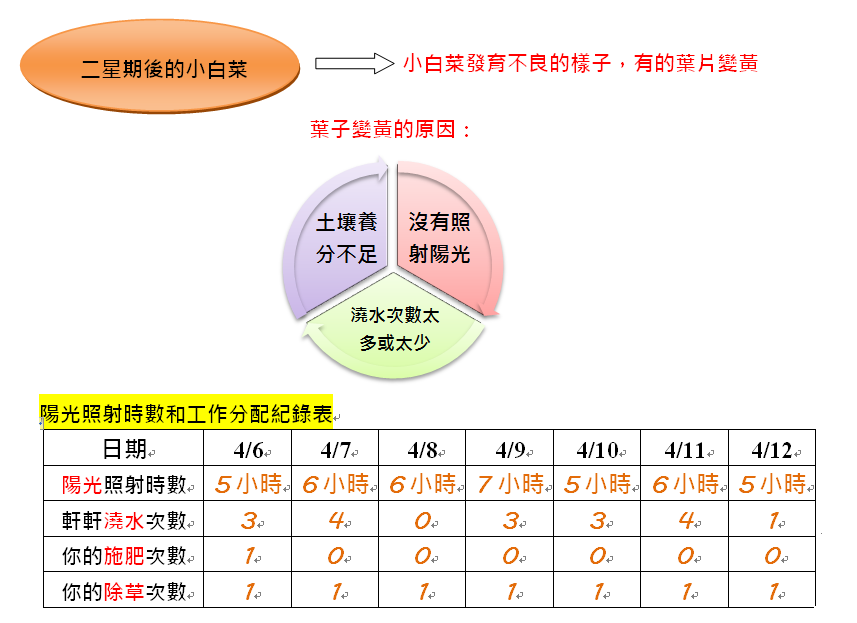 二星期後的小白菜
小白菜發育不良的樣子，有的葉片變黃
葉子變黃的原因：
土壤養
分不足
沒有照
射陽光
澆水次數太
多或太少
陽光照射時數和工作分配紀錄表
日期 4/6 4/7 4/8 4/9 4/10 4/11 4/12
陽光照射時數 5小時 6小時 6小時 7小時 5小時 6小時 5小時
軒軒澆水次數 3 4 0 3 3 4 1
你的施肥次數 1 0 0 0 0 0 0
你的除草次數 1 1 1 1 1 1 1